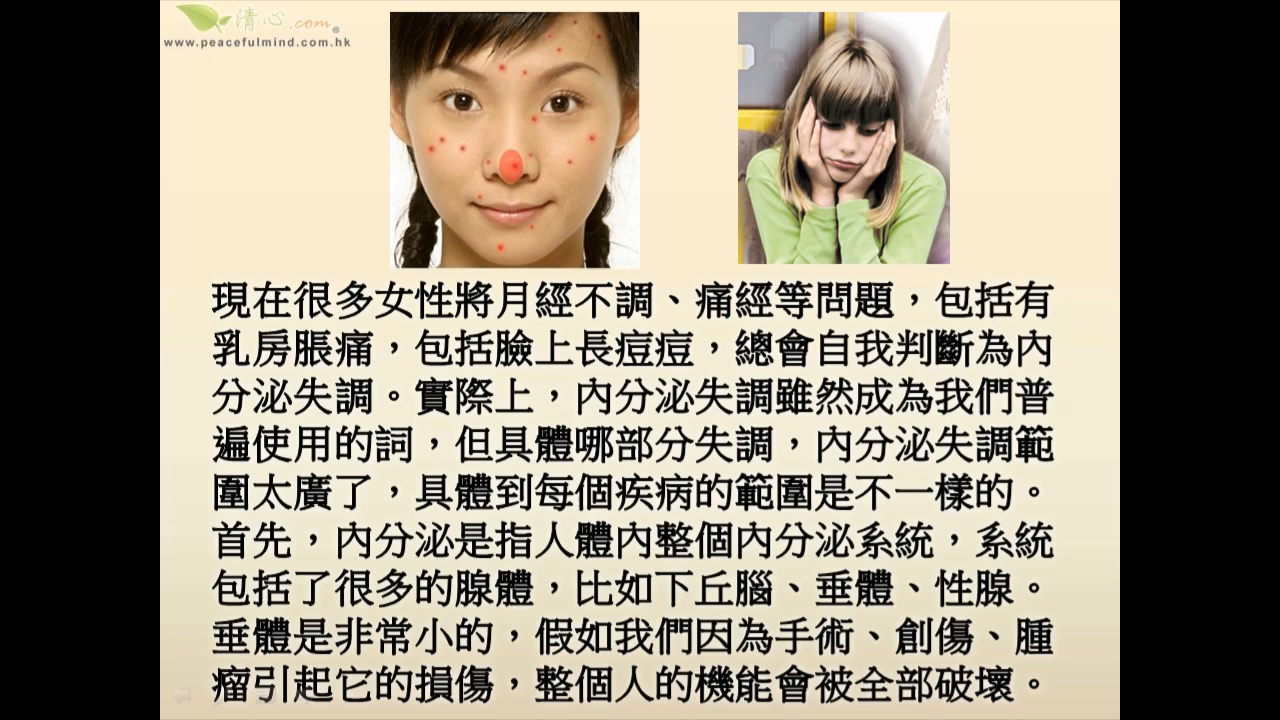 清心.com®
www.peacefulmind.com.hk
現在很多女性將月經不調、痛經等問題，包括有
乳房脹痛，包括臉上長痘痘，總會自我判斷為內
分泌失調。實際上，內分泌失調雖然成為我們普
遍使用的詞，但具體哪部分失調，內分泌失調範
圍太廣了，具體到每個疾病的範圍是不一樣的。
首先，內分泌是指人體內整個內分泌系統，系統
包括了很多的腺體，比如下丘腦、垂體、性腺。
垂體是非常小的，假如我們因為手術、創傷、腫
瘤引起它的損傷，整個人的機能會被全部破壞。